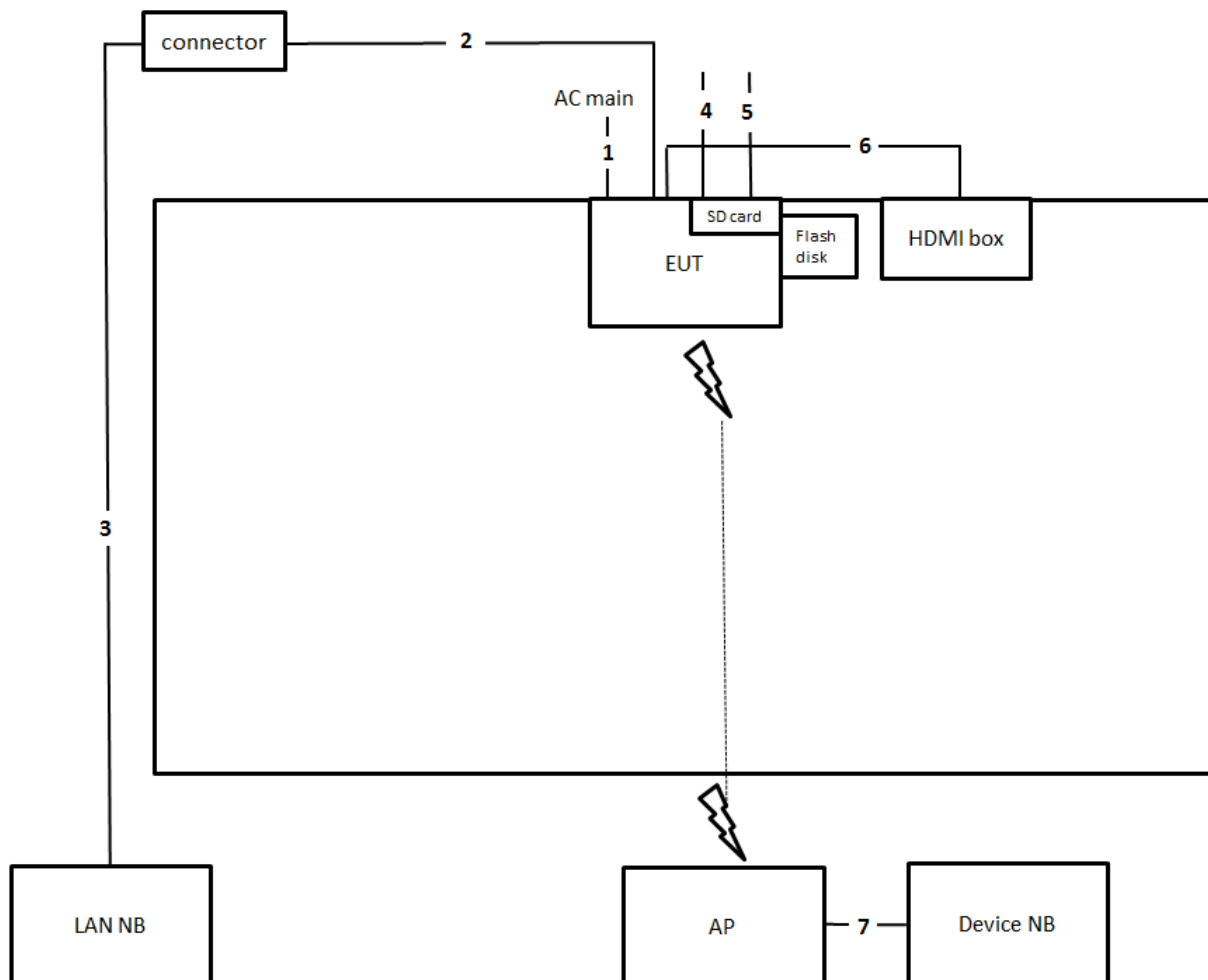 connector
2
AC main
4
5
1
6
SD card
Flash
disk
HDMI box
EUT
3
LAN NB
AP
7
Device NB